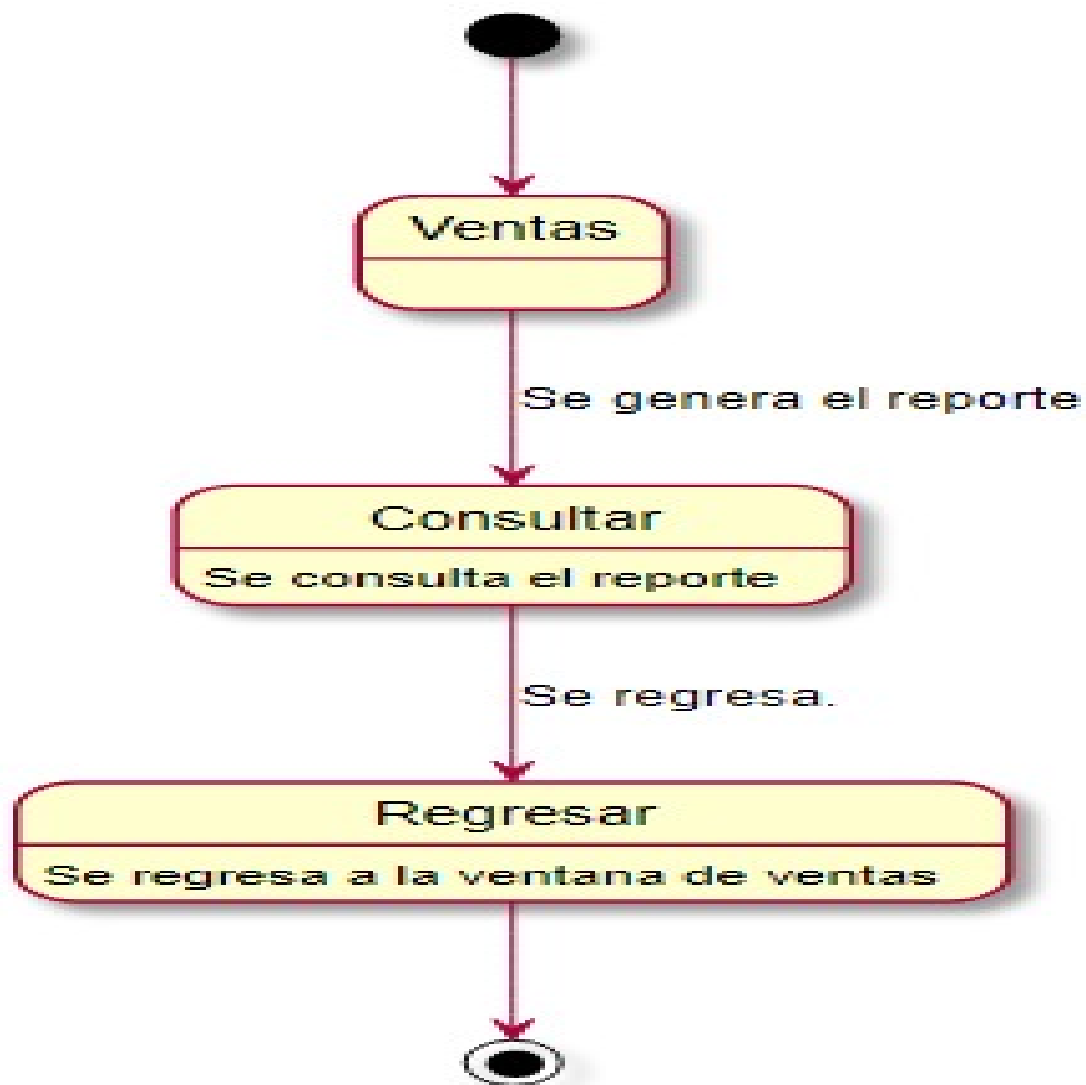 Ventas
Se genera el reporte
Consultar
Se consulta el reporte
Se regresa.
Regresar
Se regresa a la ventana de ventas